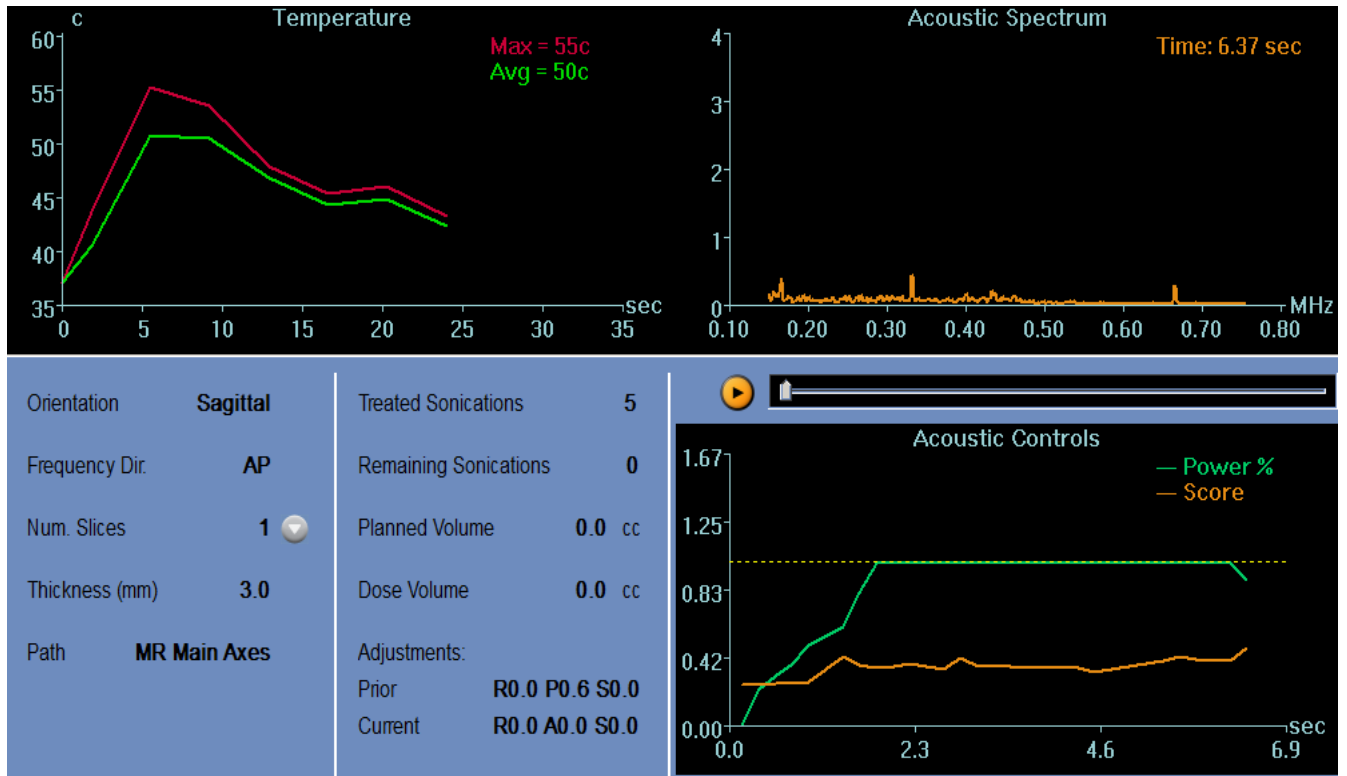 c Temperature
Max = 55c
Avg = 50c
60
55
50
45
40
35
0 5 10 15 20 25 30 35 sec
Acoustic Spectrum
Time: 6.37 sec
4
3
2
1
0
0.10 0.20 0.30 0.40 0.50 0.60 0.70 0.80 MHz
Orientation Sagittal
Frequency Dir. AP
Num. Slices 1
Thickness (mm) 3.0
Path MR Main Axes
Treated Sonications 5
Remaining Sonications 0
Planned Volume 0.0 cc
Dose Volume 0.0 cc
Adjustments:
Prior R0.0 P0.6 S0.0
Current R0.0 A0.0 S0.0
Acoustic Controls
Power %
Score
1.67
1.25
0.83
0.42
0.00
0.0 2.3 4.6 6.9 sec